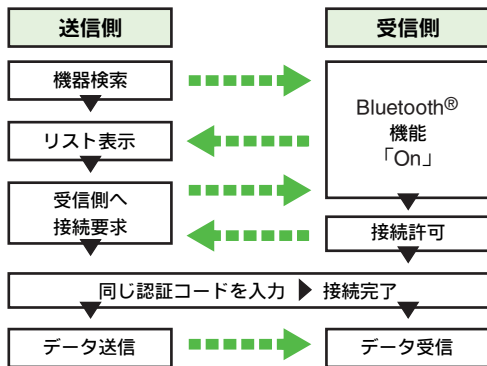 送信側
受信側
機器検索
リスト表示
Bluetooth®
機能
「On」
受信側へ
接続要求
接続許可
同じ認証コードを入力 ▶ 接続完了
データ送信
データ受信